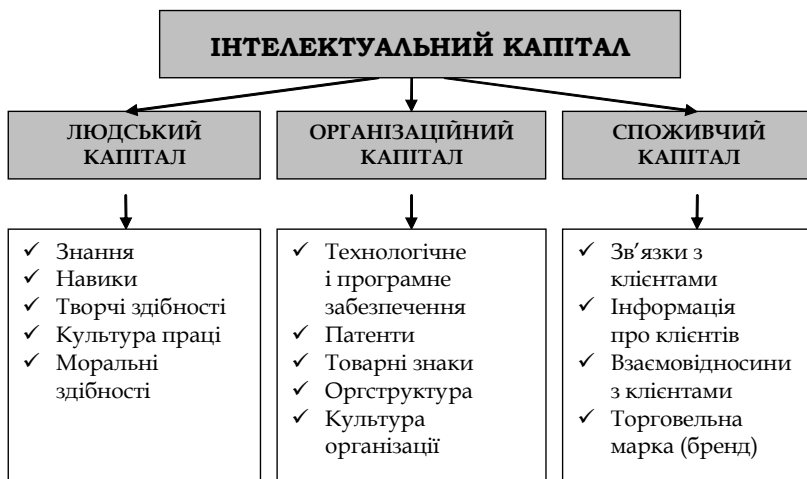 ІНТЕЛЕКТУАЛЬНИЙ КАПІТАЛ
ЛЮДСЬКИЙ
КАПІТАЛ
ОРГАНІЗАЦІЙНИЙ
КАПІТАЛ
СПОЖИВЧИЙ
КАПІТАЛ
✓ Знання
✓ Навики
✓ Творчі здібності
✓ Культура праці
✓ Моральні
здібності
✓ Технологічне
і програмне
забезпечення
✓ Патенти
✓ Товарні знаки
✓ Оргструктура
✓ Культура
організації
✓ Зв’язки з
клієнтами
✓ Інформація
про клієнтів
✓ Взаємовідносини
з клієнтами
✓ Торговельна
марка (бренд)